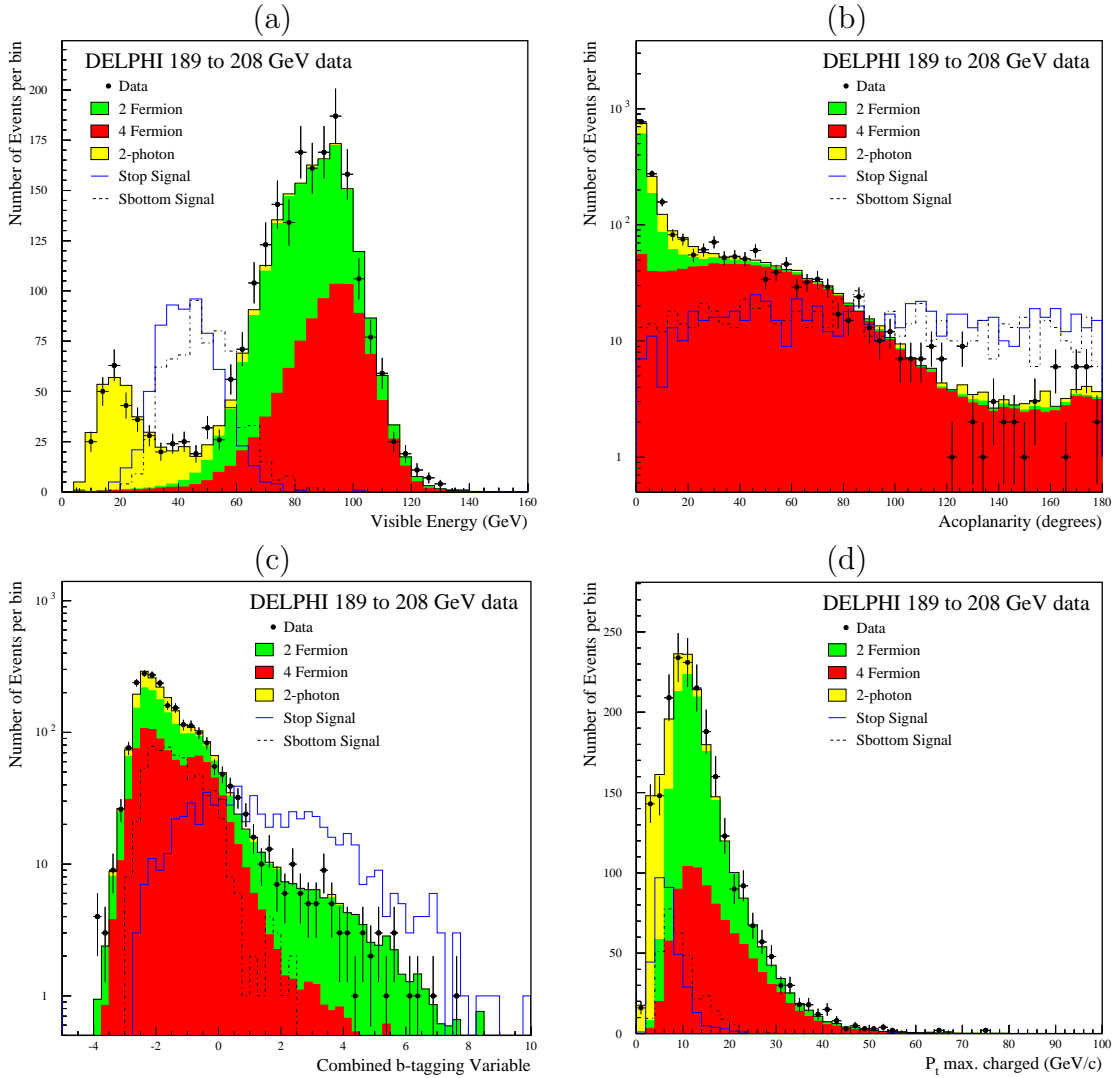 (a)
DELPHI 189 to 208 GeV data
Data
2 Fermion
4 Fermion
2-photon
Stop Signal
Sbottom Signal
Number of Events per bin
0
25
50
75
100
125
150
175
200
0 20 40 60 80 100 120 140 160
Visible Energy (GeV)
(b)
DELPHI 189 to 208 GeV data
Data
2 Fermion
4 Fermion
2-photon
Stop Signal
Sbottom Signal
Number of Events per bin
1
10
10²
10³
0 20 40 60 80 100 120 140 160 180
Acoplanarity (degrees)
(c)
DELPHI 189 to 208 GeV data
Data
2 Fermion
4 Fermion
2-photon
Stop Signal
Sbottom Signal
Number of Events per bin
1
10
10²
10³
-4 -2 0 2 4 6 8 10
Combined b-tagging Variable
(d)
DELPHI 189 to 208 GeV data
Data
2 Fermion
4 Fermion
2-photon
Stop Signal
Sbottom Signal
Number of Events per bin
0
50
100
150
200
250
0 10 20 30 40 50 60 70 80 90 100
Pₜ max. charged (GeV/c)